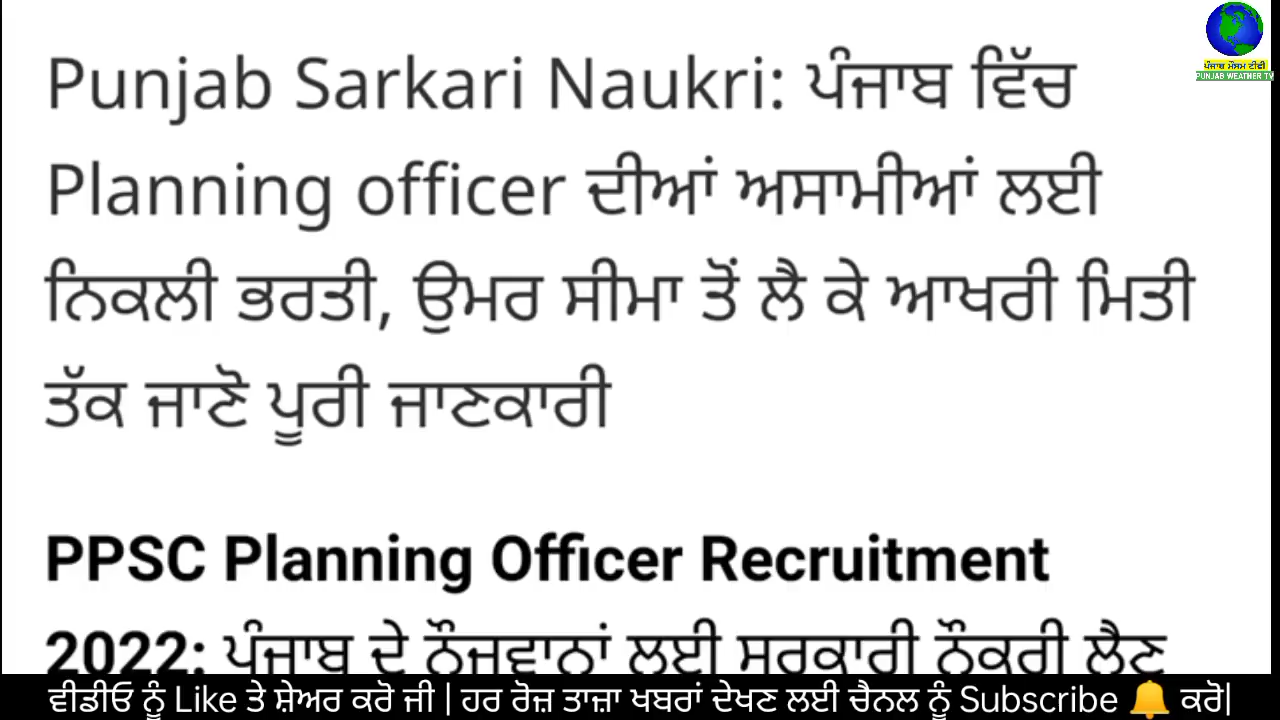 Punjab Sarkari Naukri: ਪੰਜਾਬ ਵਿੱਚ
Planning officer ਦੀਆਂ ਅਸਾਮੀਆਂ ਲਈ
ਨਿਕਲੀ ਭਰਤੀ, ਉਮਰ ਸੀਮਾ ਤੋਂ ਲੈ ਕੇ ਆਖਰੀ ਮਿਤੀ
ਤੱਕ ਜਾਣੋ ਪੂਰੀ ਜਾਣਕਾਰੀ
PPSC Planning Officer Recruitment
2022: ਪੰਜਾਬ ਦੇ ਨੌਜਵਾਨਾਂ ਲਈ ਸਰਕਾਰੀ ਨੌਕਰੀ ਲੈਣ
ਵੀਡੀਓ ਨੂੰ Like ਤੇ ਸ਼ੇਅਰ ਕਰੋ ਜੀ | ਹਰ ਰੋਜ਼ ਤਾਜ਼ਾ ਖਬਰਾਂ ਦੇਖਣ ਲਈ ਚੈਨਲ ਨੂੰ Subscribe 🔔 ਕਰੋ|
ਪੰਜਾਬ ਮੌਸਮ ਟੀਵੀ
PUNJAB WEATHER TV